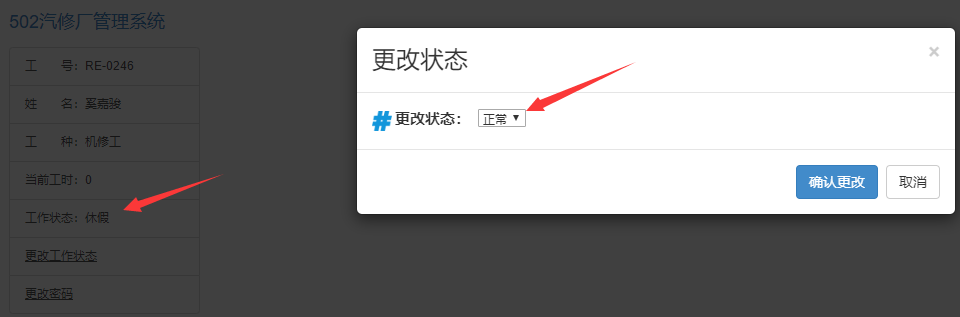 502汽修厂管理系统
工 号：RE-0246
姓 名：奚嘉骏
工 种：机修工
当前工时：0
工作状态：休假
更改工作状态
更改密码
更改状态
×
# 更改状态： 正常 ▼
确认更改 取消